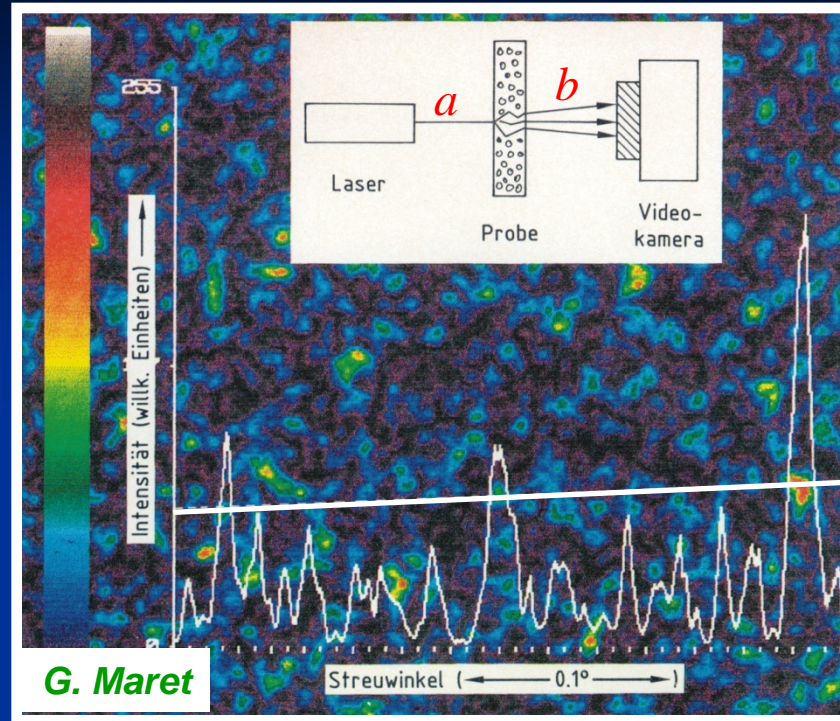 255
a
b
Laser
Probe
Video-
kamera
Intensität (willk. Einheiten)
0
G. Maret
Streuwinkel ( 0.1° )